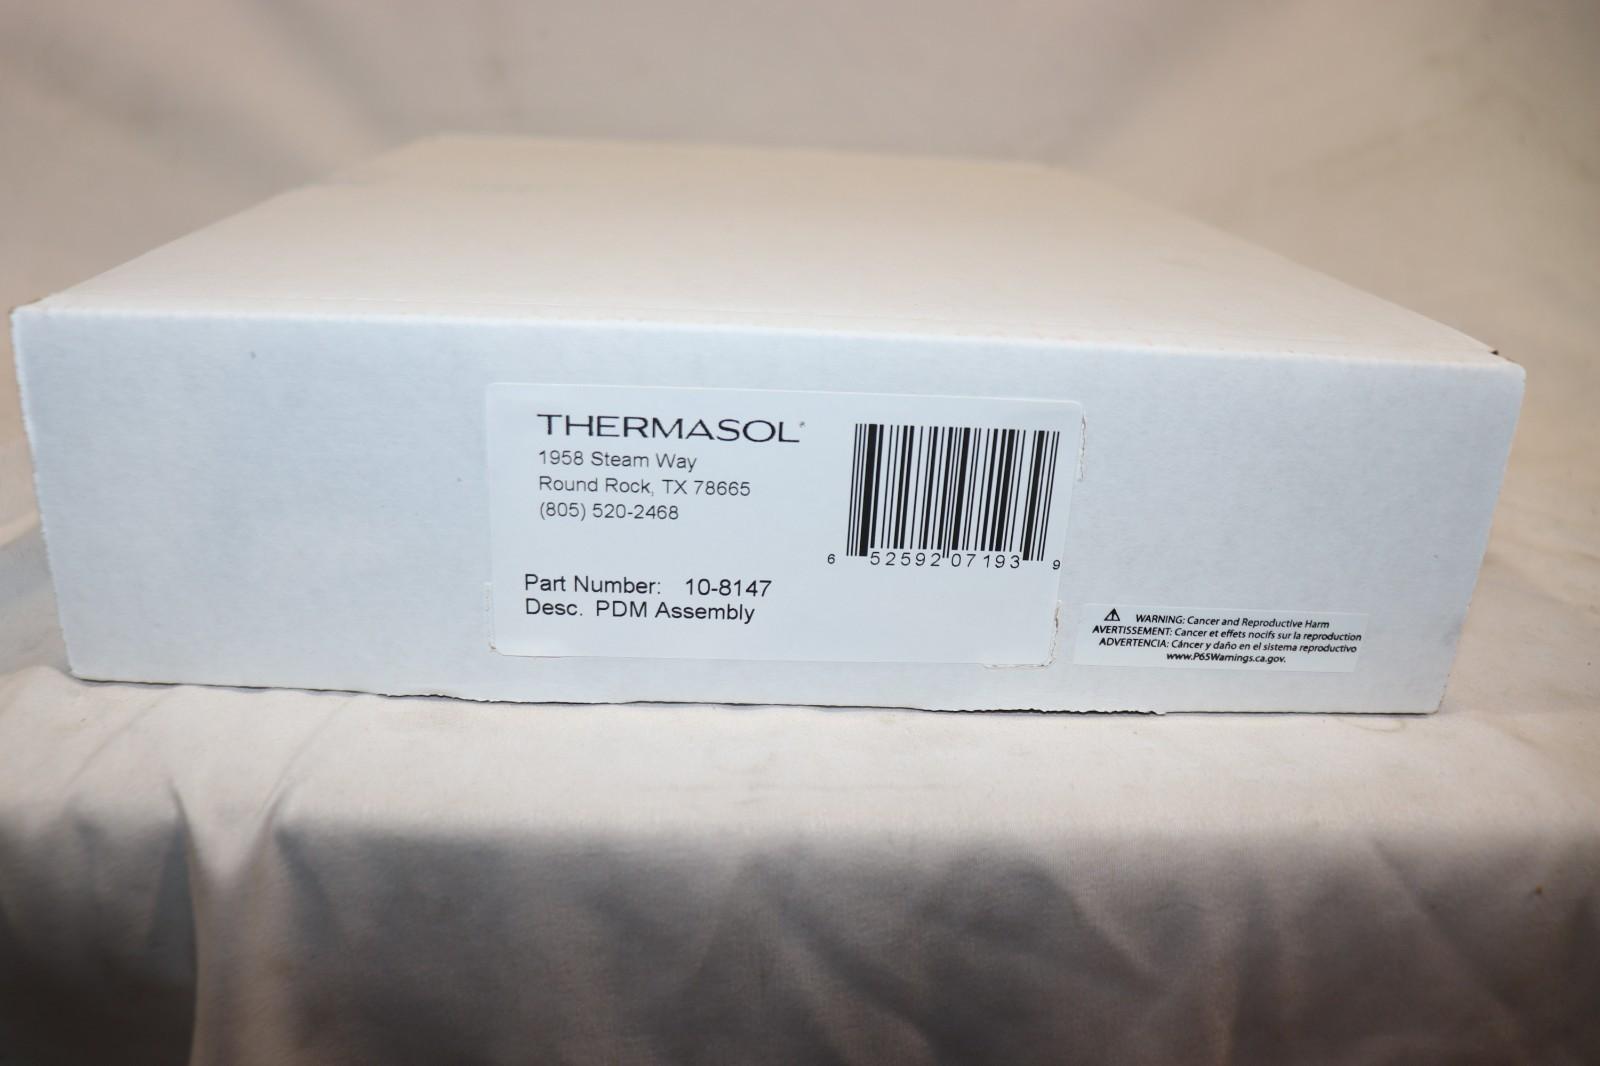 THERMASOL®
1958 Steam Way
Round Rock, TX 78665
(805) 520-2468
6 52592 07193 9
Part Number: 10-8147
Desc. PDM Assembly
WARNING: Cancer and Reproductive Harm
AVERTISSEMENT: Cancer et effets nocifs sur la reproduction
ADVERTENCIA: Cáncer y daño en el sistema reproductivo
www.P65Warnings.ca.gov.